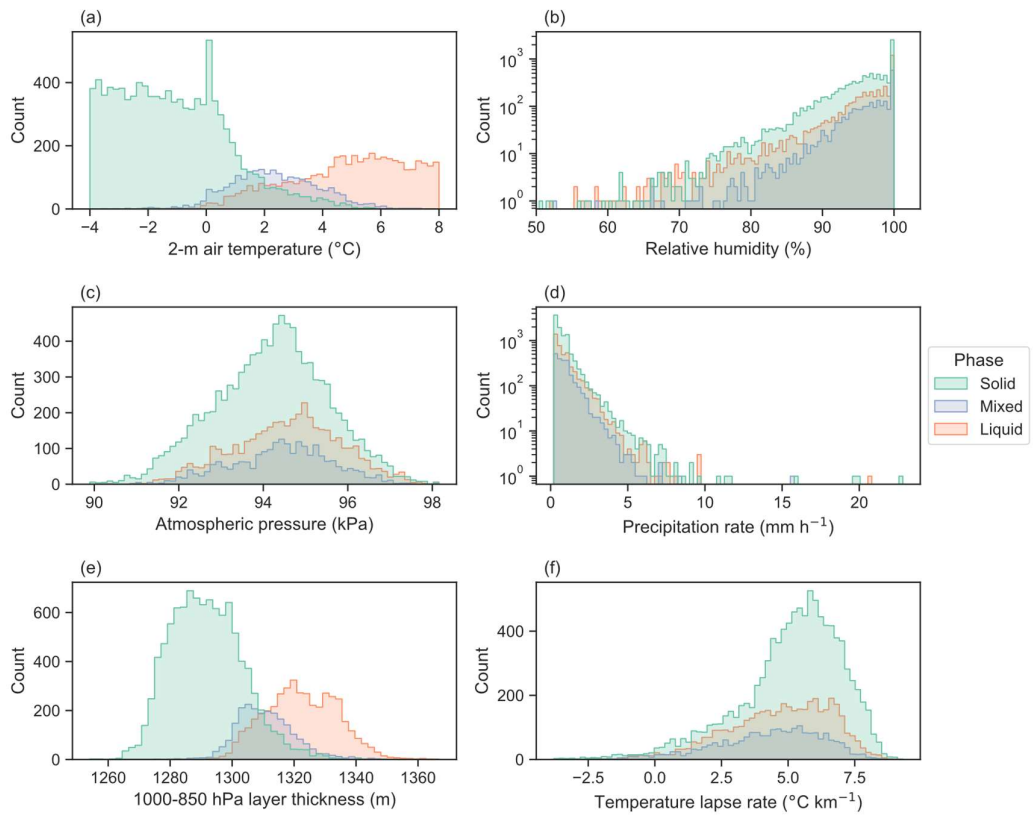 (a)
Count
400
200
0
−4 −2 0 2 4 6 8
2-m air temperature (°C)
(b)
Count
10³
10²
10¹
10⁰
50 60 70 80 90 100
Relative humidity (%)
(c)
Count
400
300
200
100
0
90 92 94 96 98
Atmospheric pressure (kPa)
(d)
Count
10³
10²
10¹
10⁰
0 5 10 15 20
Precipitation rate (mm h⁻¹)
Phase
Solid
Mixed
Liquid
(e)
Count
600
400
200
0
1260 1280 1300 1320 1340 1360
1000-850 hPa layer thickness (m)
(f)
Count
400
200
0
−2.5 0.0 2.5 5.0 7.5
Temperature lapse rate (°C km⁻¹)